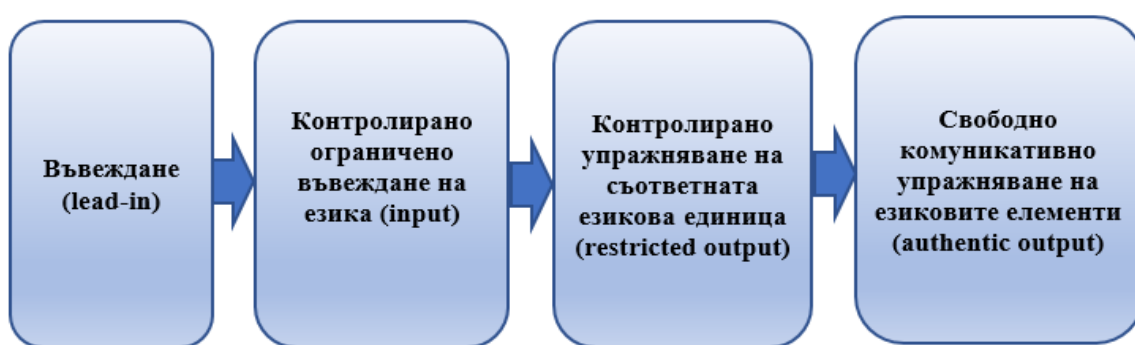 Въвеждане
(lead-in)
Контролирано
ограничено
въвеждане на
езика (input)
Контролирано
упражняване на
съответната
езикова единица
(restricted output)
Свободно
комуникативно
упражняване на
езиковите елементи
(authentic output)